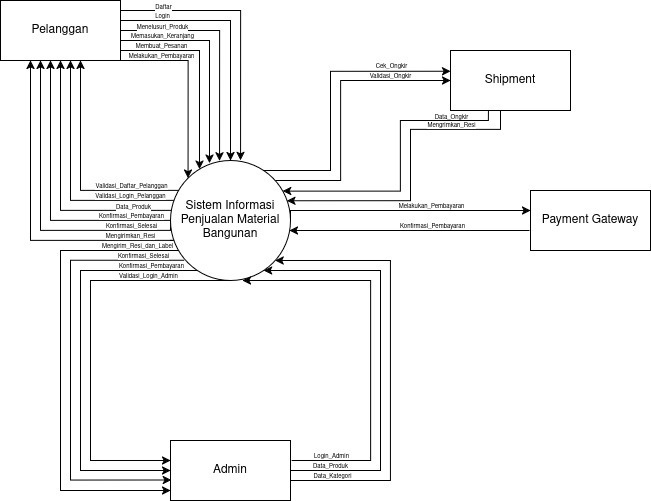 Pelanggan
Daftar
Login
Menelusuri_Produk
Memasukan_Keranjang
Membuat_Pesanan
Melakukan_Pembayaran
Cek_Ongkir
Validasi_Ongkir
Shipment
Data_Ongkir
Mengrimkan_Resi
Validasi_Daftar_Pelanggan
Validasi_Login_Pelanggan
Data_Produk
Konfirmasi_Pembayaran
Konfirmasi_Selesai
Mengirimkan_Resi
Mengirim_Resi_dan_Label
Konfirmasi_Selesai
Konfirmasi_Pembayaran
Validasi_Login_Admin
Sistem Informasi
Penjualan Material
Bangunan
Melakukan_Pembayaran
Konfirmasi_Pembayaran
Payment Gateway
Admin
Login_Admin
Data_Produk
Data_Kategori